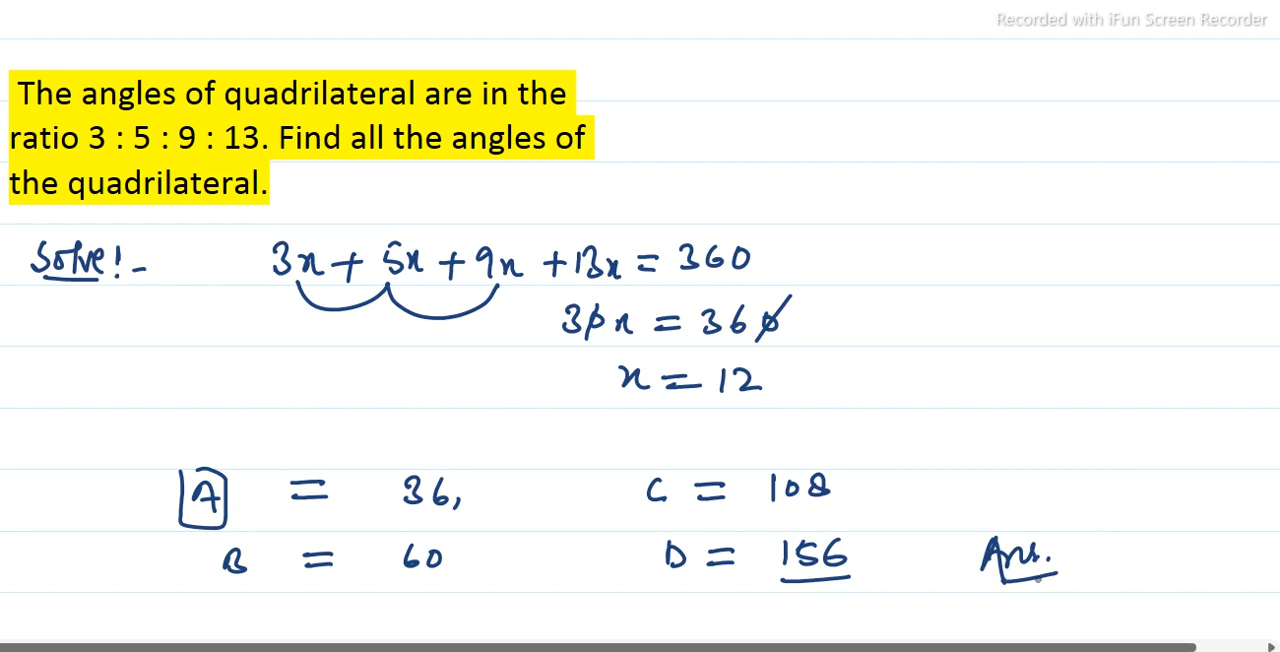 Recorded with iFun Screen Recorder
The angles of quadrilateral are in the
ratio 3 : 5 : 9 : 13. Find all the angles of
the quadrilateral.
Solve! - 3x + 5x + 9x + 13x = 360
30x = 360
x = 12
A = 36, C = 108
B = 60 D = 156 Ans.